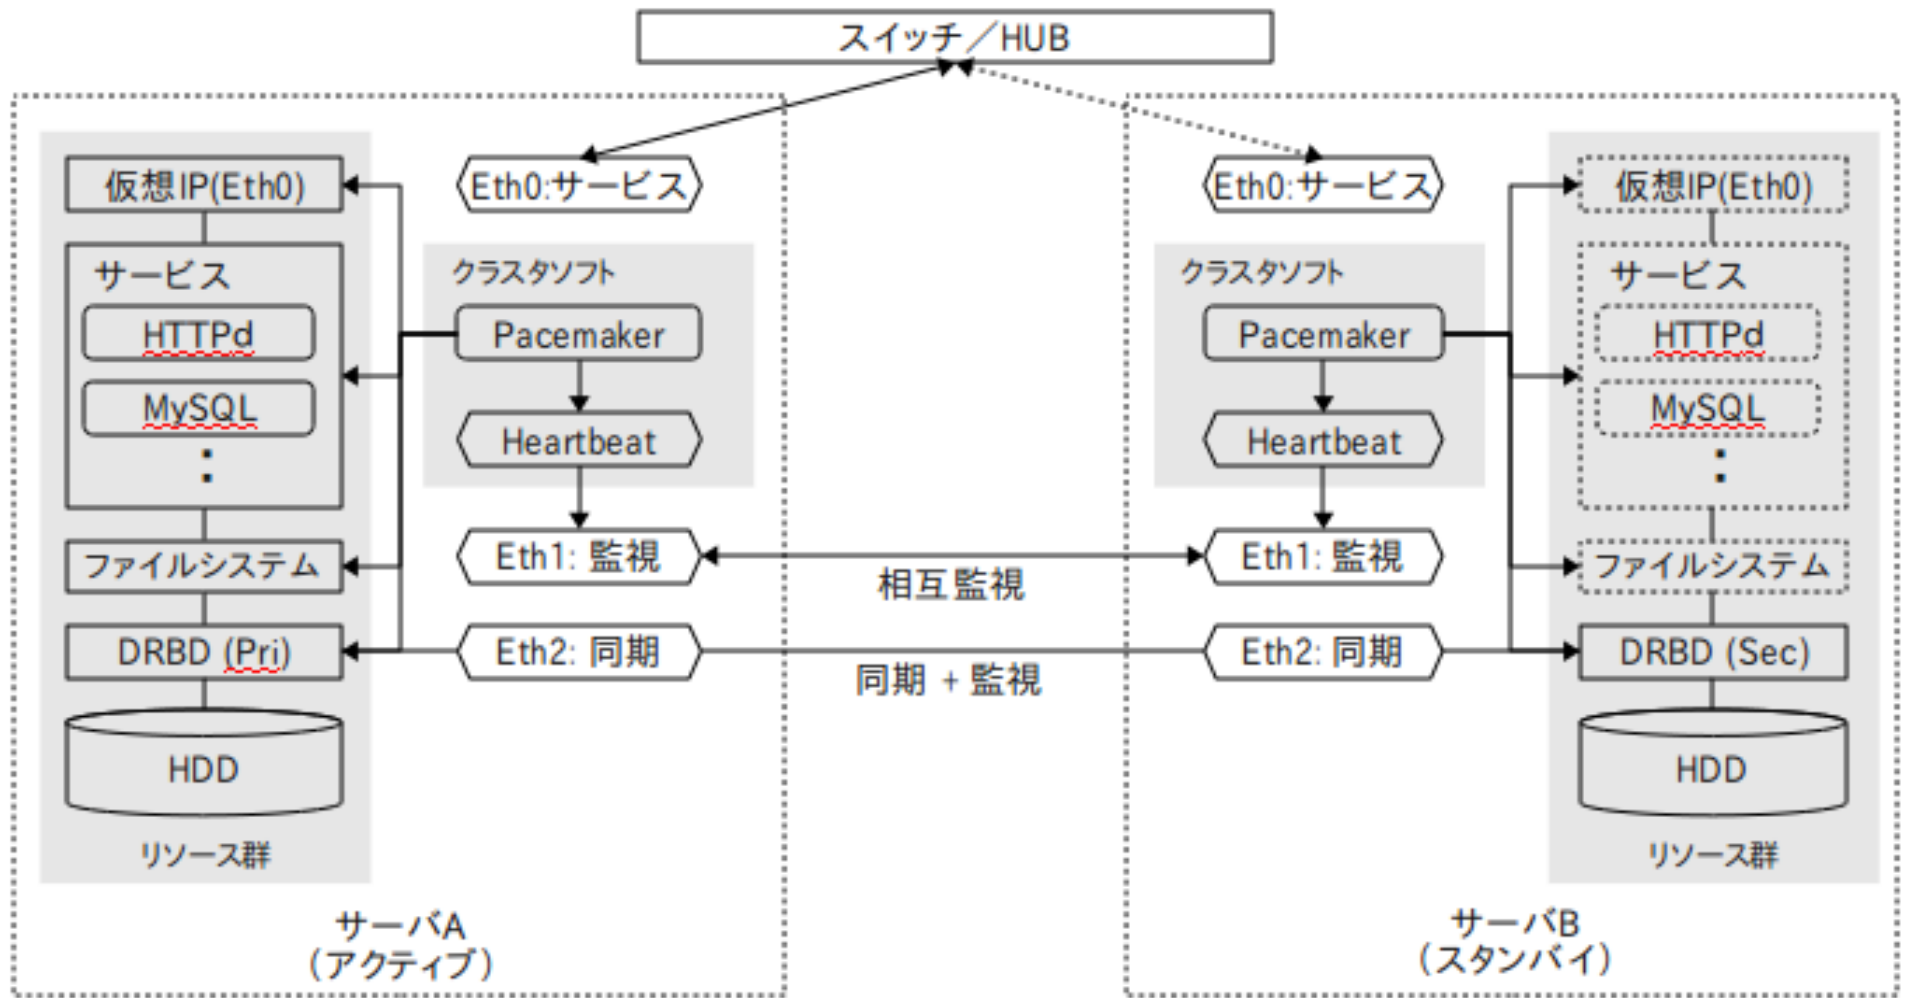 スイッチ／HUB
仮想IP(Eth0)
サービス
HTTPd
MySQL
⋮
ファイルシステム
DRBD (Pri)
HDD
リソース群
Eth0:サービス
クラスタソフト
Pacemaker
Heartbeat
Eth1: 監視
Eth2: 同期
サーバA
（アクティブ）
相互監視
同期 + 監視
Eth0:サービス
クラスタソフト
Pacemaker
Heartbeat
Eth1: 監視
Eth2: 同期
仮想IP(Eth0)
サービス
HTTPd
MySQL
⋮
ファイルシステム
DRBD (Sec)
HDD
リソース群
サーバB
（スタンバイ）